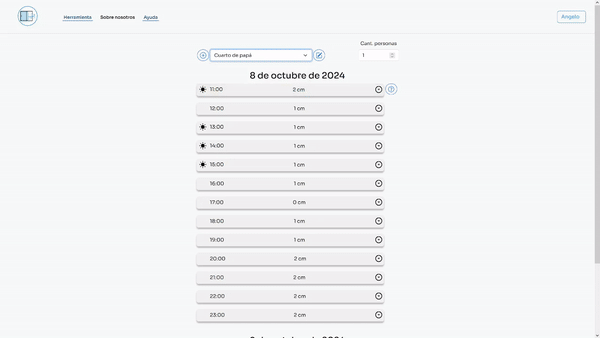 Herramienta Sobre nosotros Ayuda Angelo
Cant. personas
Cuarto de papá 1
8 de octubre de 2024
11:00 2 cm
12:00 1 cm
13:00 1 cm
14:00 1 cm
15:00 1 cm
16:00 1 cm
17:00 0 cm
18:00 1 cm
19:00 1 cm
20:00 2 cm
21:00 2 cm
22:00 2 cm
23:00 2 cm